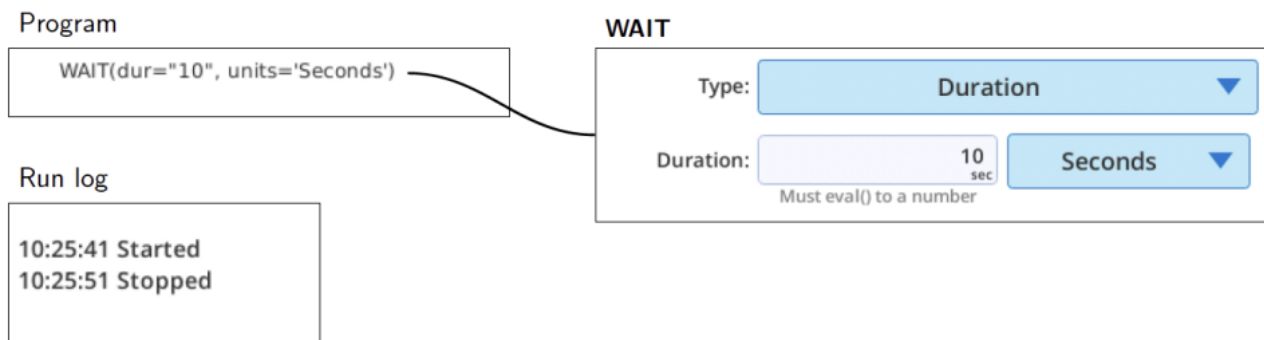 Program
WAIT(dur="10", units='Seconds')
WAIT
Type:
Duration
Duration:
10
sec
Seconds
Must eval() to a number
Run log
10:25:41 Started
10:25:51 Stopped